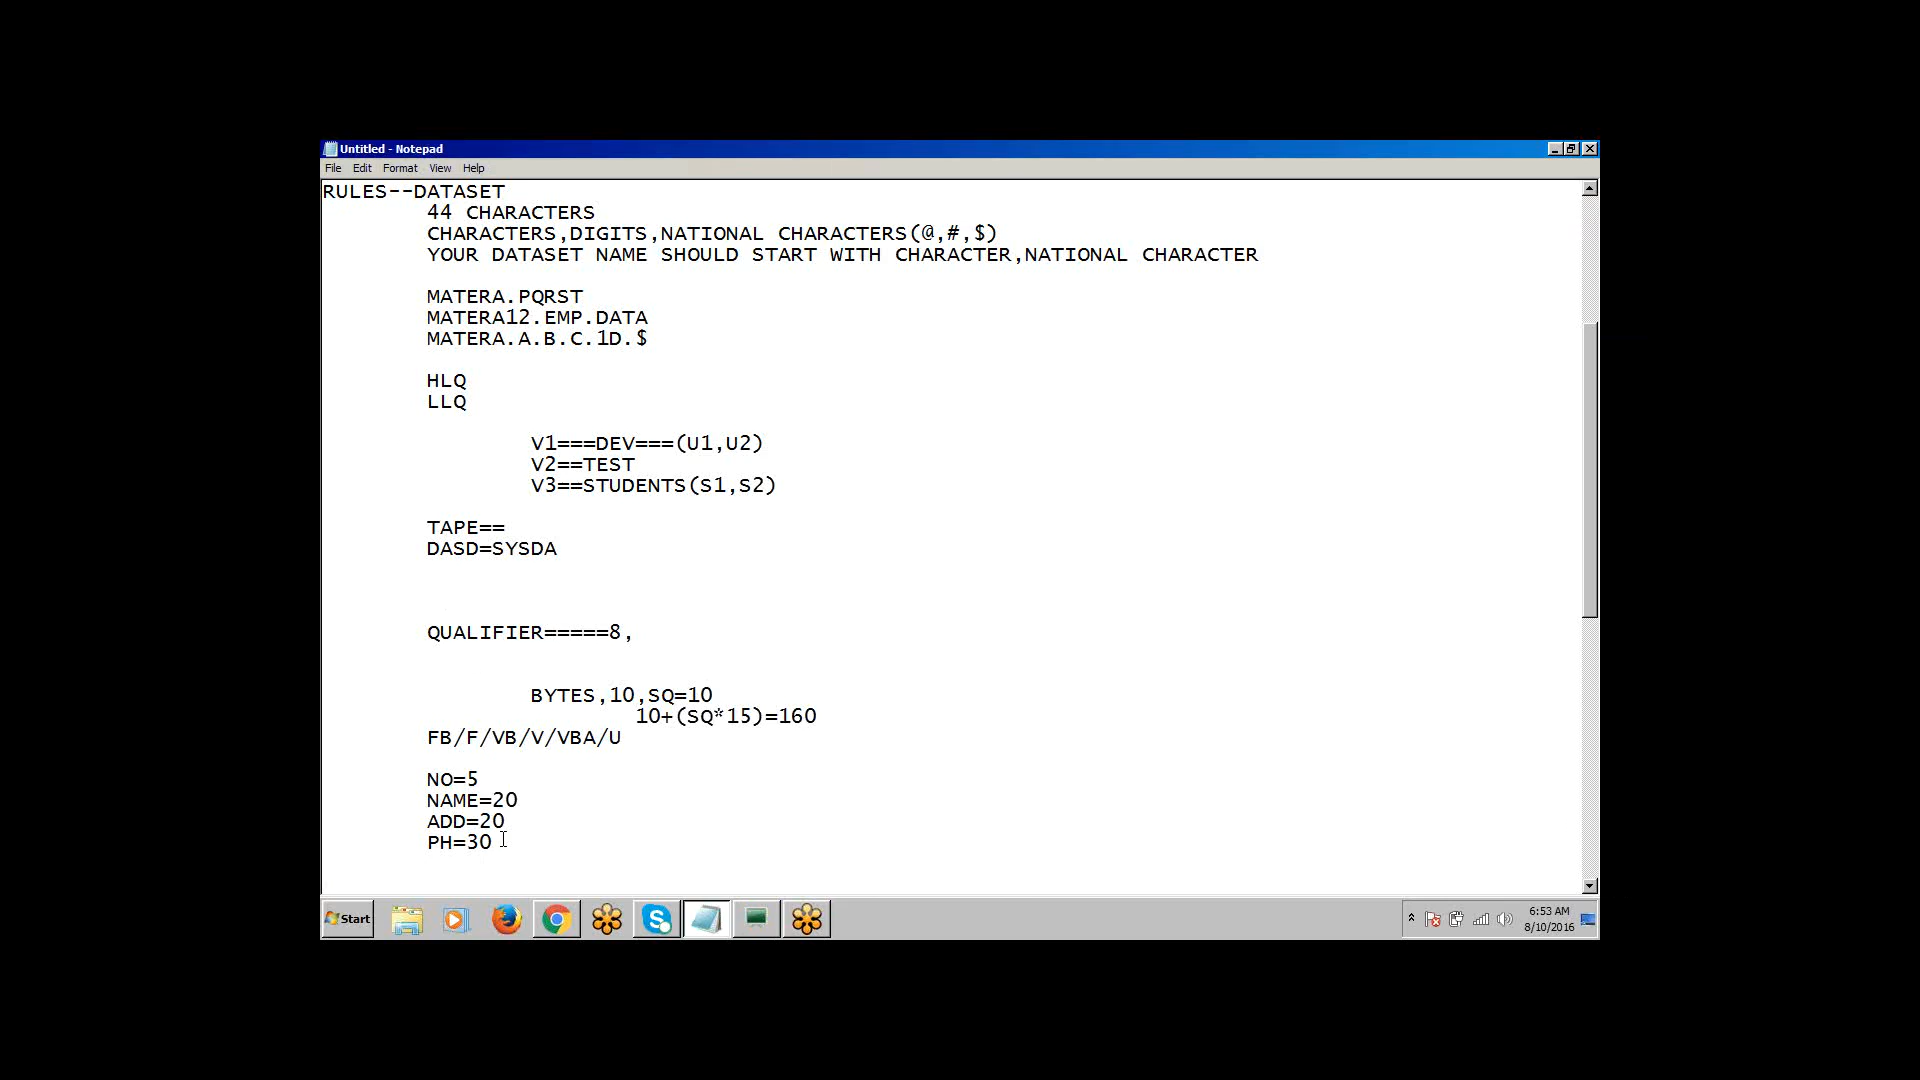 Untitled - Notepad
File Edit Format View Help
RULES--DATASET
44 CHARACTERS
CHARACTERS,DIGITS,NATIONAL CHARACTERS(@,#,$)
YOUR DATASET NAME SHOULD START WITH CHARACTER,NATIONAL CHARACTER
MATERA.PQRST
MATERA12.EMP.DATA
MATERA.A.B.C.1D.$
HLQ
LLQ
V1===DEV===(U1,U2)
V2==TEST
V3==STUDENTS(S1,S2)
TAPE==
DASD=SYSDA
QUALIFIER=====8,
BYTES,10,SQ=10
10+(SQ*15)=160
FB/F/VB/V/VBA/U
NO=5
NAME=20
ADD=20
PH=30
Start
6:53 AM
8/10/2016